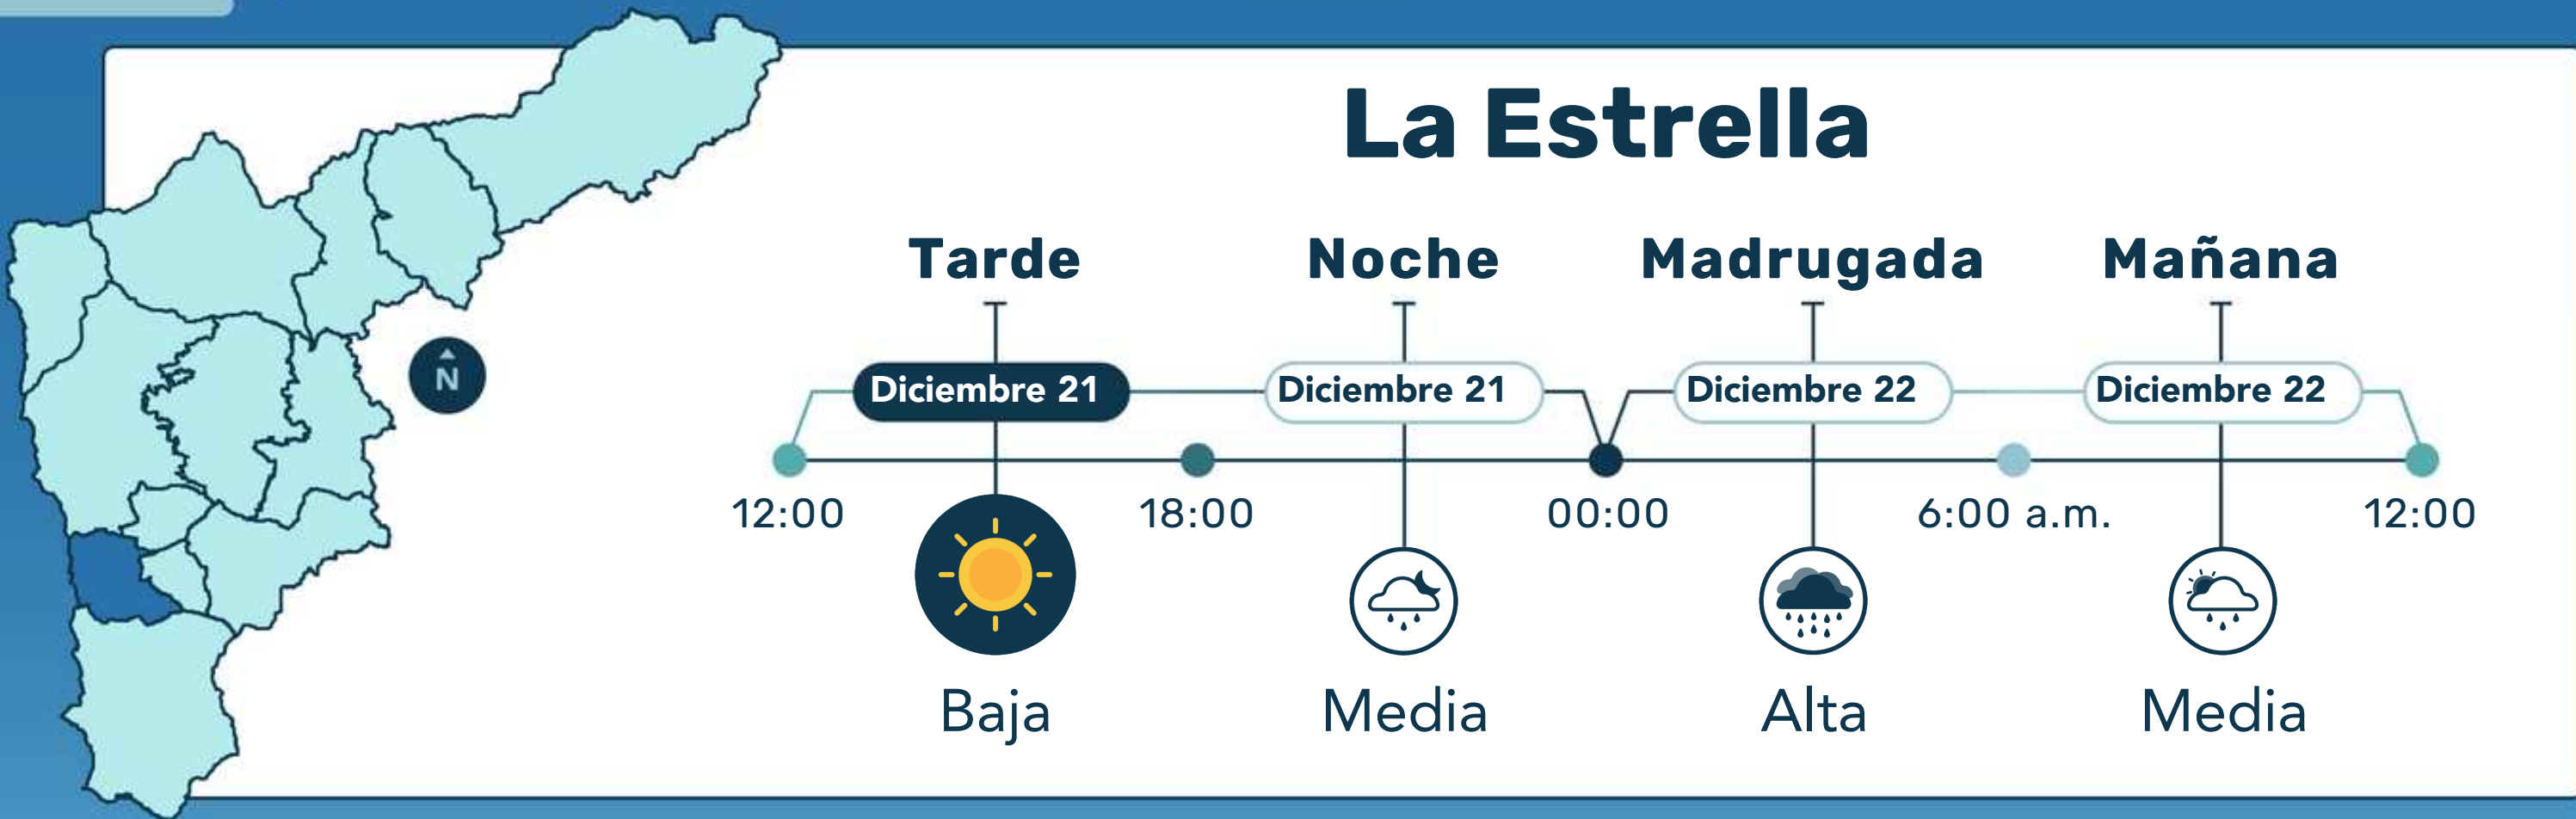 La Estrella
Tarde Noche Madrugada Mañana
N
Diciembre 21 Diciembre 21 Diciembre 22 Diciembre 22
12:00 18:00 00:00 6:00 a.m. 12:00
Baja Media Alta Media